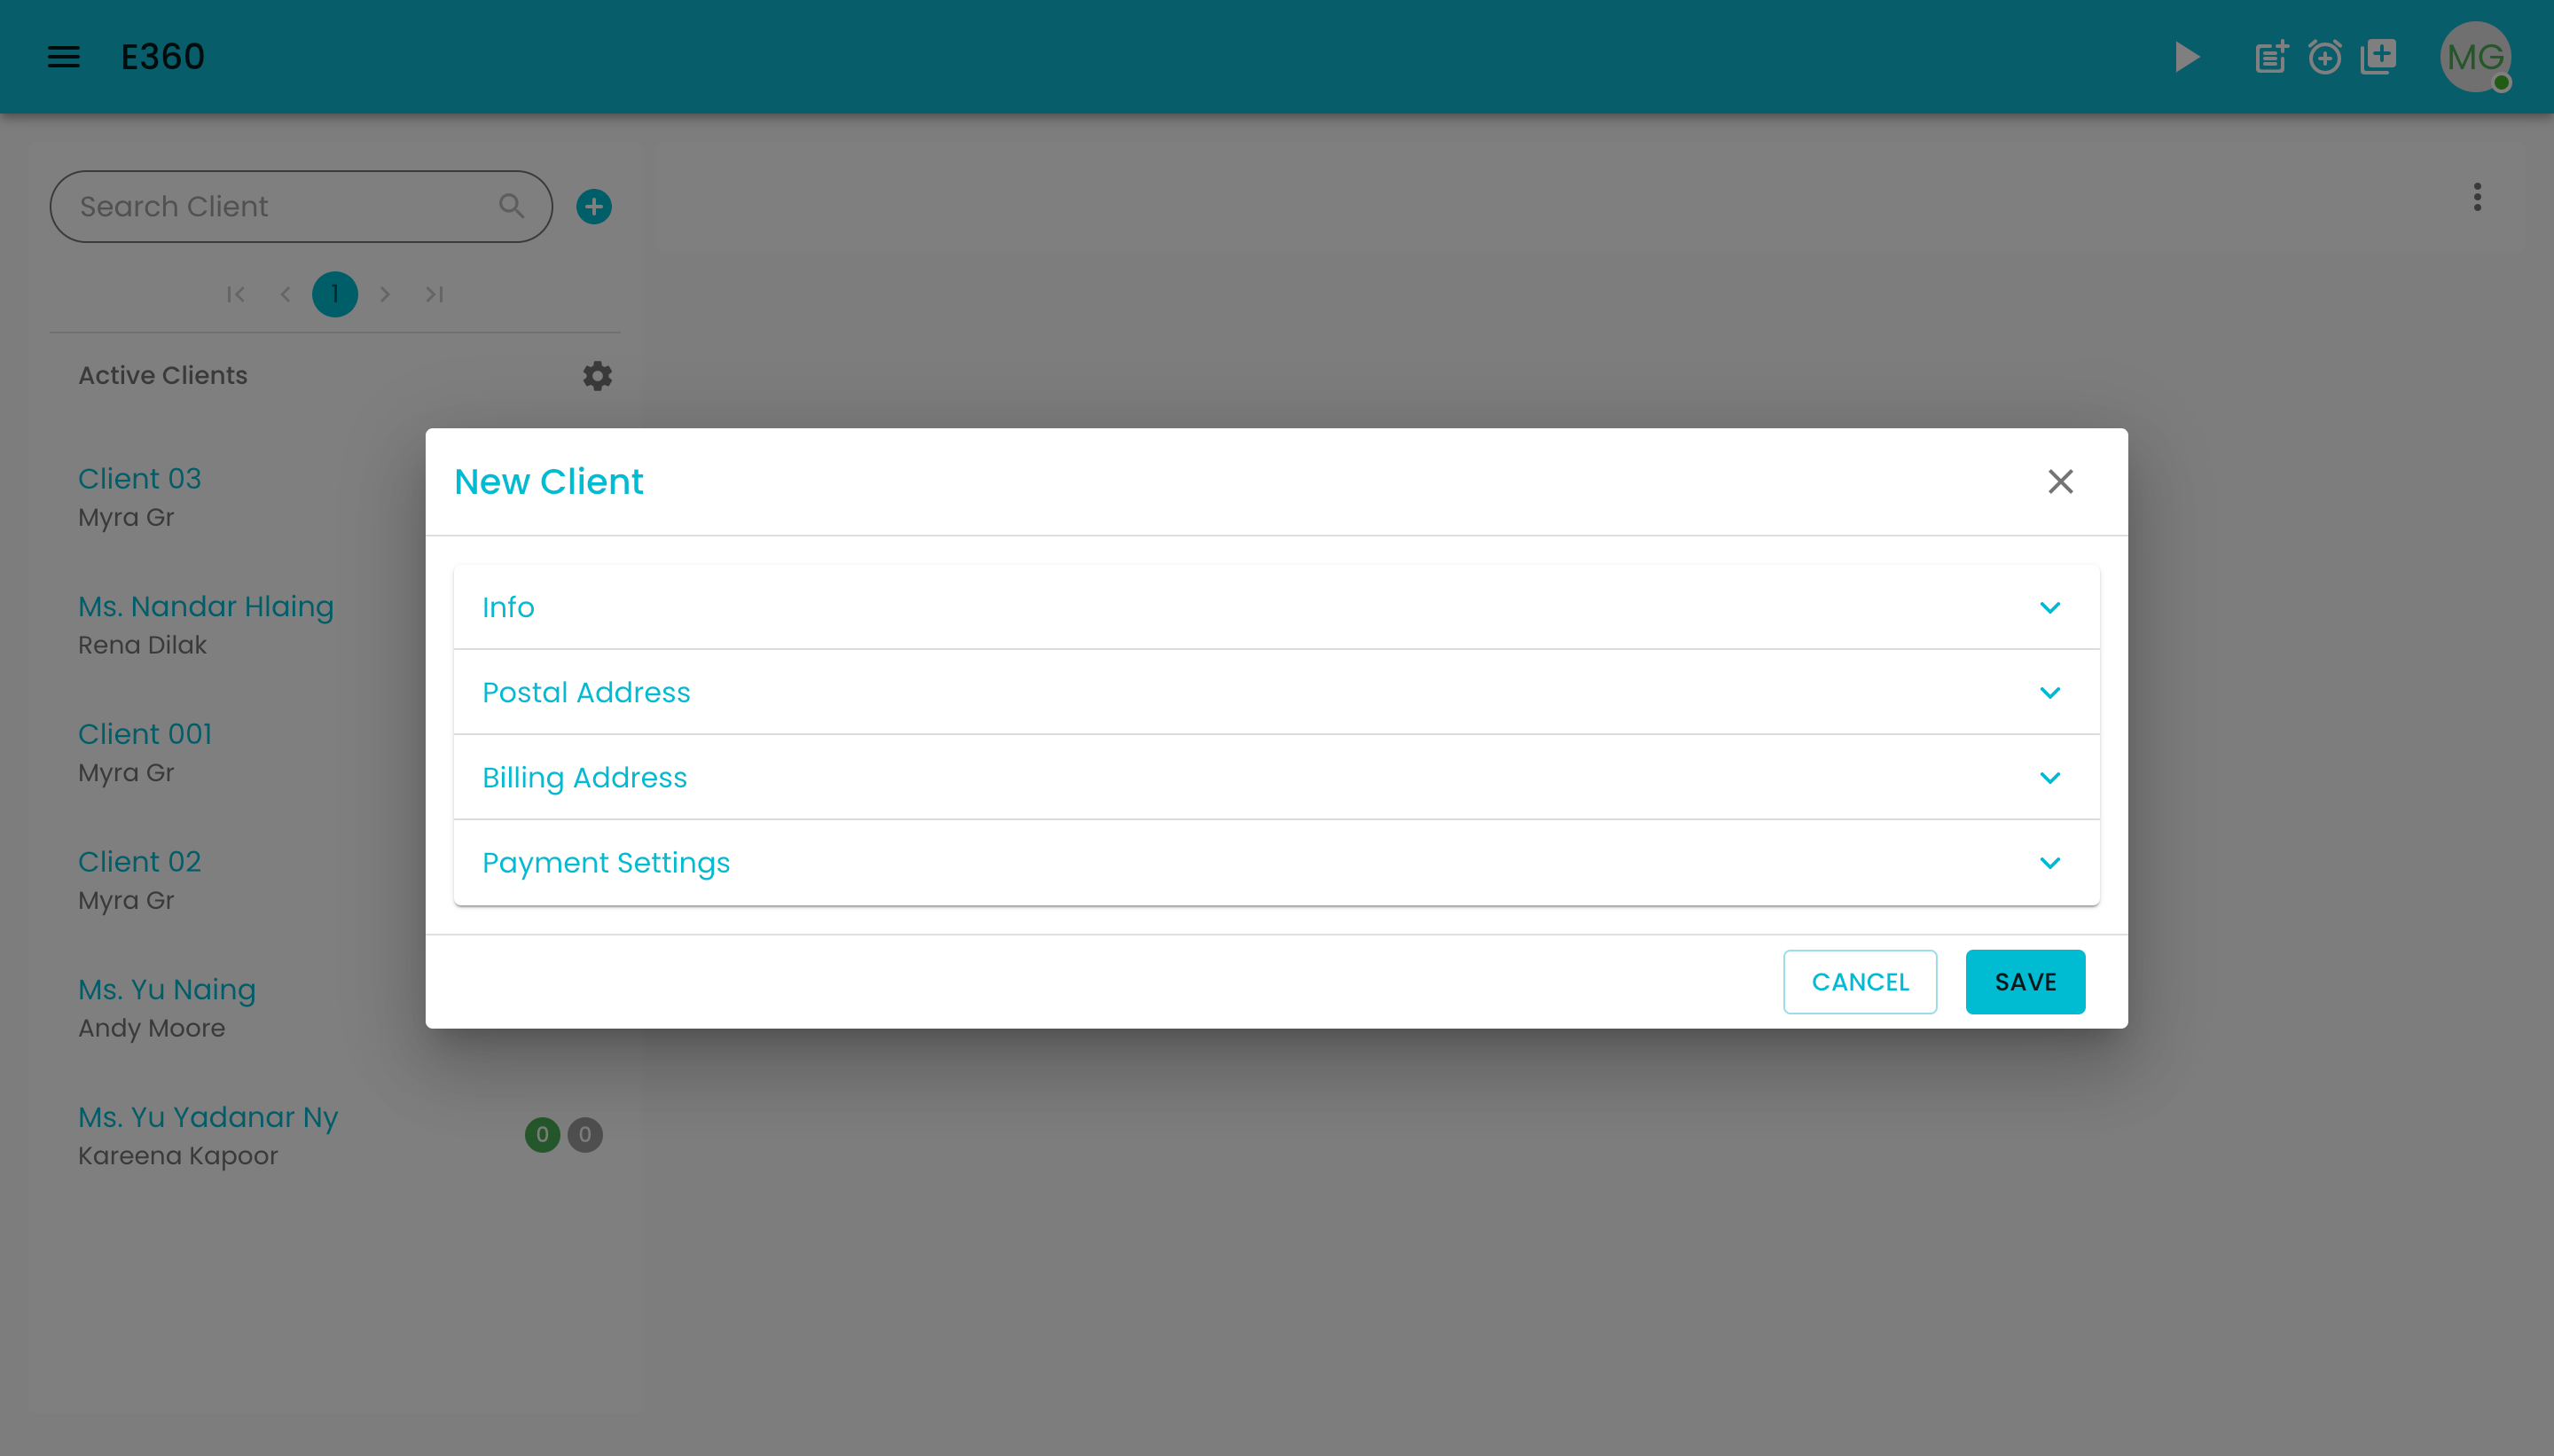 E360
MG
Search Client
1
Active Clients
Client 03
Myra Gr
Ms. Nandar Hlaing
Rena Dilak
Client 001
Myra Gr
Client 02
Myra Gr
Ms. Yu Naing
Andy Moore
Ms. Yu Yadanar Ny
Kareena Kapoor
0 0
New Client
Info
Postal Address
Billing Address
Payment Settings
CANCEL SAVE